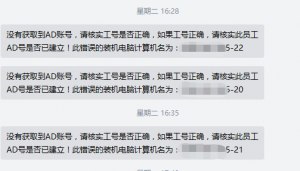 星期二 16:28
没有获取到AD账号，请核实工号是否正确，如果工号正确，请核实此员工
AD号是否已建立！此错误的装机电脑计算机名为：5-22
没有获取到AD账号，请核实工号是否正确，如果工号正确，请核实此员工
AD号是否已建立！此错误的装机电脑计算机名为：5-20
星期二 16:35
没有获取到AD账号，请核实工号是否正确，如果工号正确，请核实此员工
AD号是否已建立！此错误的装机电脑计算机名为：5-21